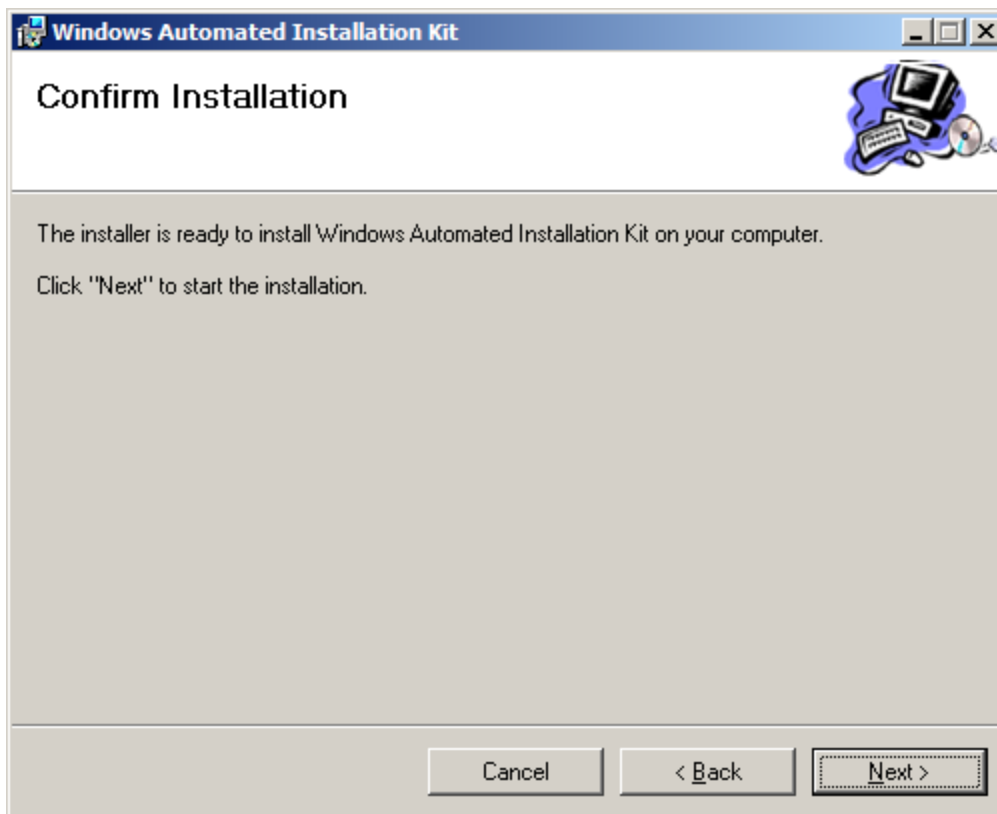 Windows Automated Installation Kit
Confirm Installation
The installer is ready to install Windows Automated Installation Kit on your computer.
Click "Next" to start the installation.
Cancel
< Back
Next >